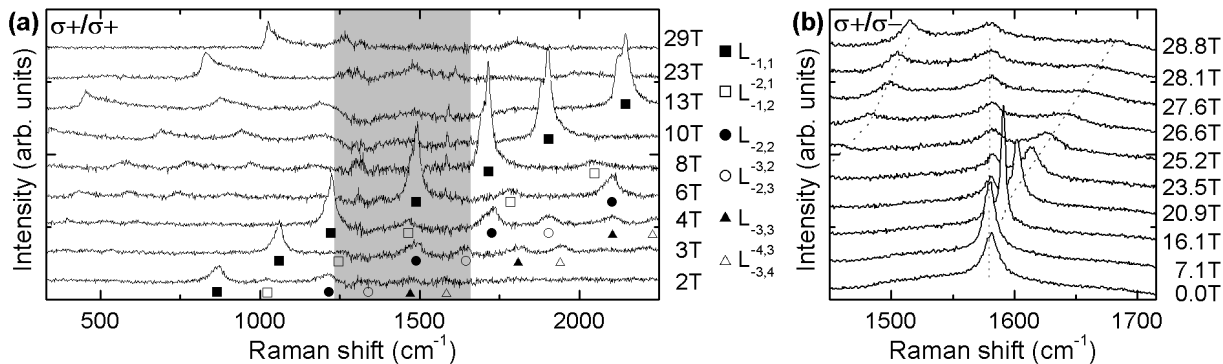 (a) σ+/σ+
Intensity (arb. units)
29T
23T
13T
10T
8T
6T
4T
3T
2T
500 1000 1500 2000
Raman shift (cm⁻¹)
■ L₋₁,₁
□ L₋₂,₁
₋₁,₂
● L₋₂,₂
○ L₋₃,₂
₋₂,₃
▲ L₋₃,₃
△ L₋₄,₃
₋₃,₄
(b) σ+/σ−
Intensity (arb. units)
28.8T
28.1T
27.6T
26.6T
25.2T
23.5T
20.9T
16.1T
7.1T
0.0T
1500 1600 1700
Raman shift (cm⁻¹)